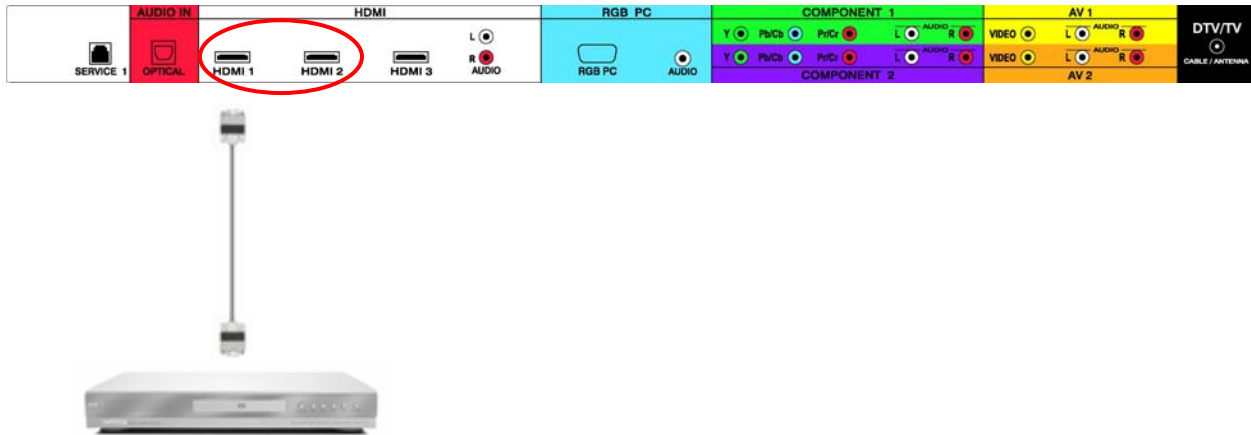 AUDIO IN HDMI RGB PC COMPONENT 1 AV 1
L
Y Pb/Cb Pr/Cr L AUDIO R VIDEO L AUDIO R DTV/TV
R
Y Pb/Cb Pr/Cr L AUDIO R VIDEO L AUDIO R CABLE / ANTENNA
SERVICE 1 OPTICAL HDMI 1 HDMI 2 HDMI 3 AUDIO RGB PC AUDIO
COMPONENT 2 AV 2